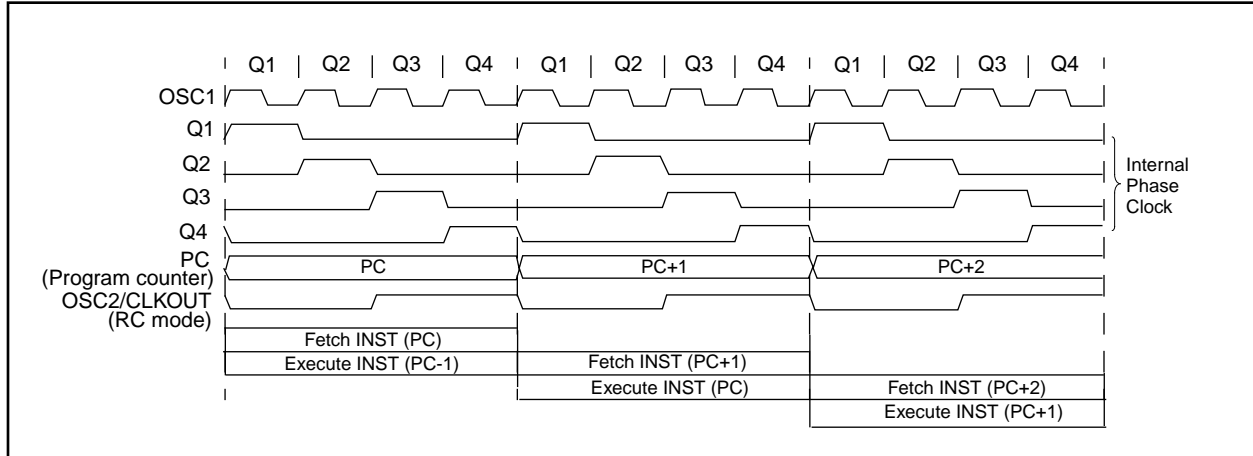 Q1 | Q2 | Q3 | Q4 | Q1 | Q2 | Q3 | Q4 | Q1 | Q2 | Q3 | Q4
OSC1
Q1
Q2
Q3
Q4
Internal
Phase
Clock
PC
(Program counter)
PC PC+1 PC+2
OSC2/CLKOUT
(RC mode)
Fetch INST (PC)
Execute INST (PC-1) Fetch INST (PC+1)
Execute INST (PC) Fetch INST (PC+2)
Execute INST (PC+1)